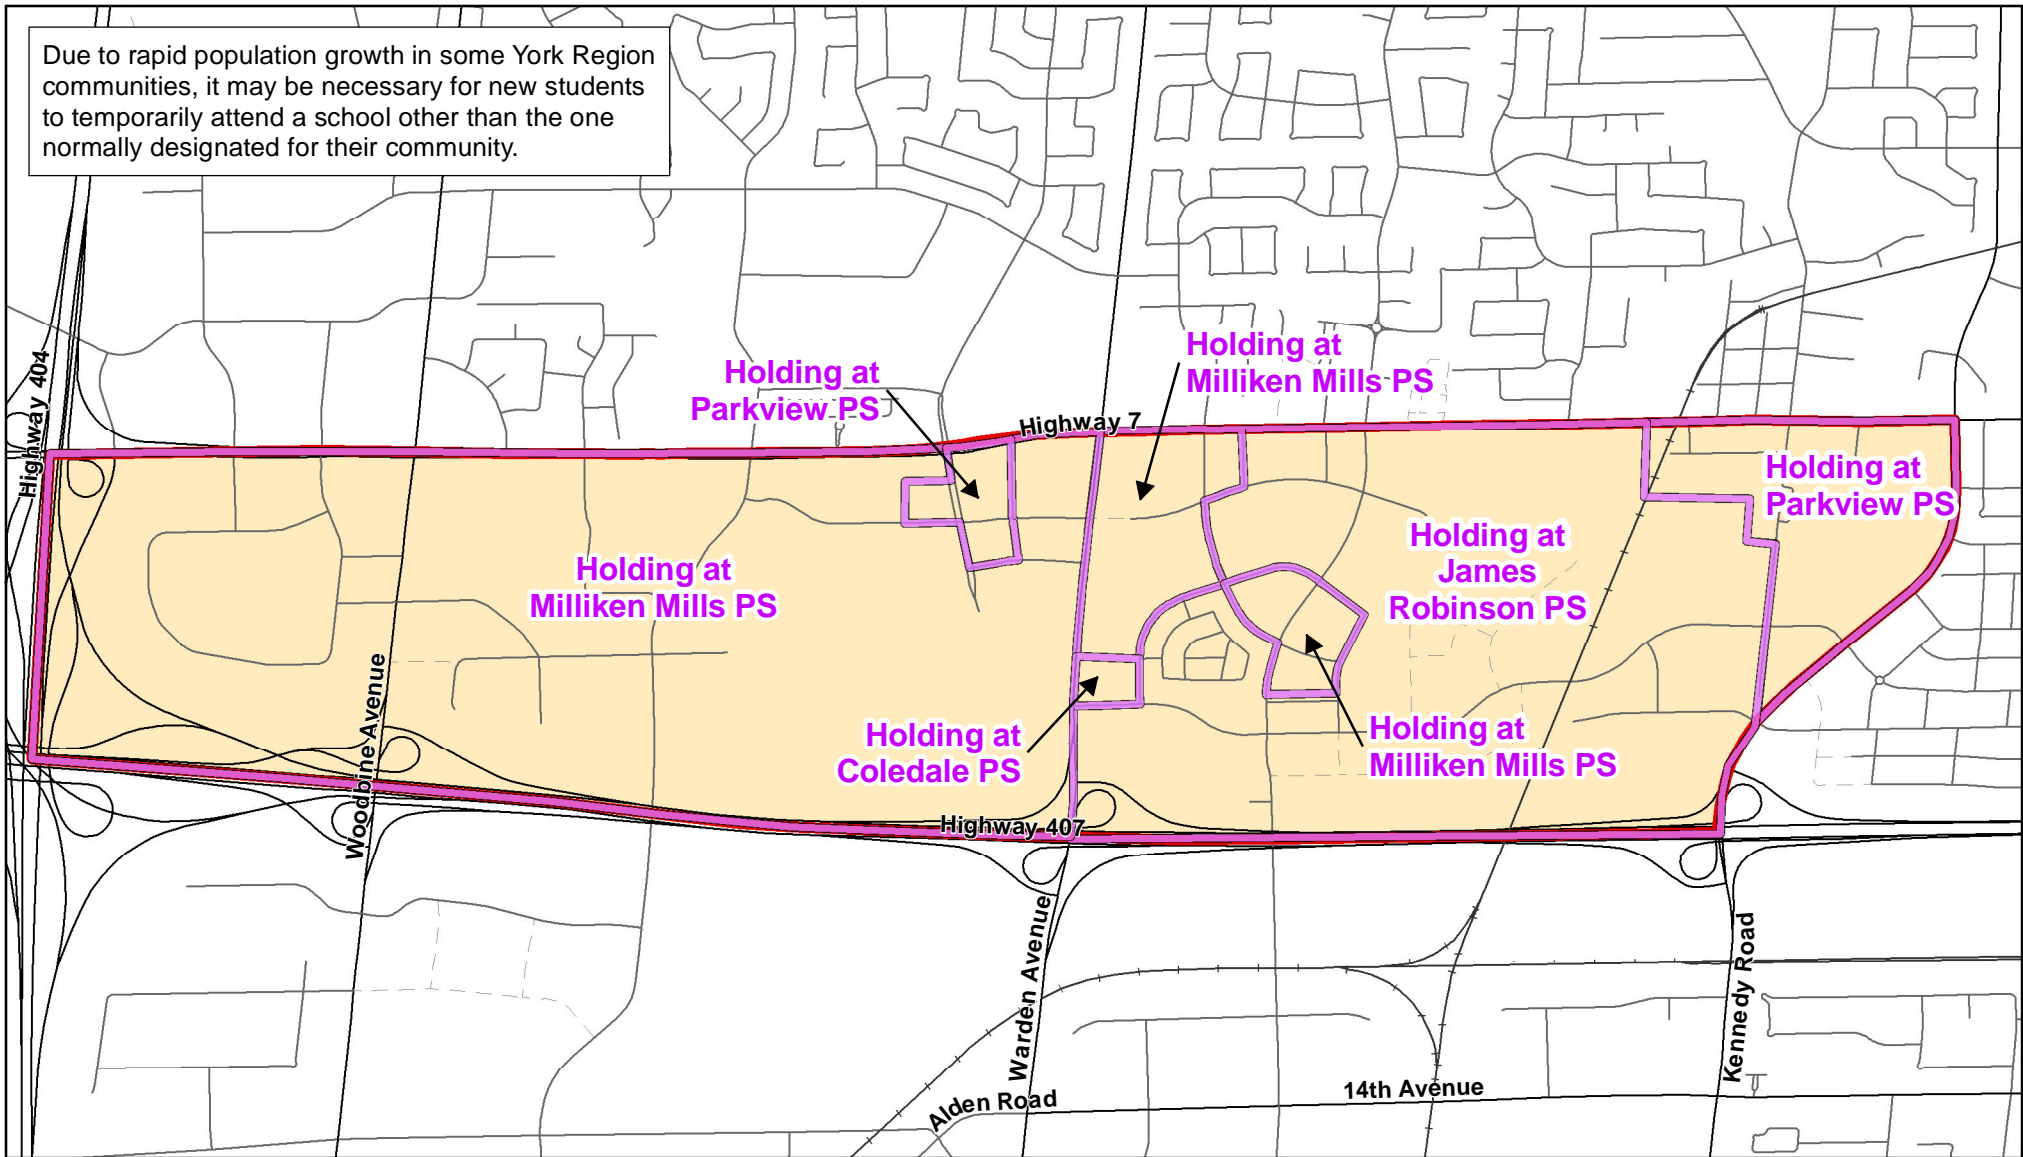 Due to rapid population growth in some York Region
communities, it may be necessary for new students
to temporarily attend a school other than the one
normally designated for their community.
Holding at
Milliken Mills PS
Holding at
Parkview PS
Highway 404
Highway 7
Holding at
Parkview PS
Holding at
James
Robinson PS
Holding at
Milliken Mills PS
Holding at
Coledale PS
Holding at
Milliken Mills PS
Woodbine Avenue
Highway 407
Warden Avenue
Kennedy Road
Alden Road
14th Avenue